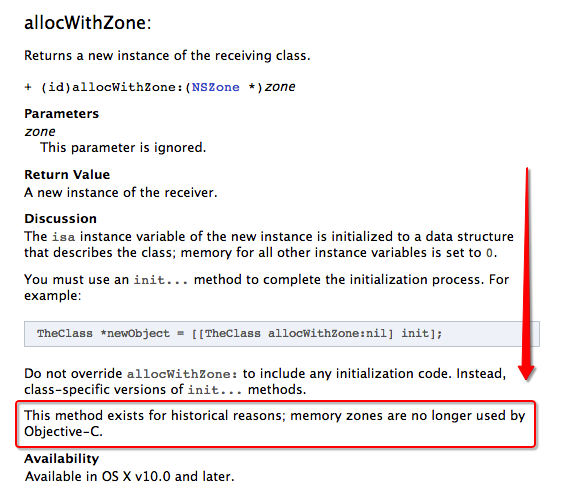 allocWithZone:
Returns a new instance of the receiving class.
+ (id)allocWithZone:(NSZone *)zone
Parameters
zone
This parameter is ignored.
Return Value
A new instance of the receiver.
Discussion
The isa instance variable of the new instance is initialized to a data structure
that describes the class; memory for all other instance variables is set to 0.
You must use an init... method to complete the initialization process. For
example:
TheClass *newObject = [[TheClass allocWithZone:nil] init];
Do not override allocWithZone: to include any initialization code. Instead,
class-specific versions of init... methods.
This method exists for historical reasons; memory zones are no longer used by
Objective-C.
Availability
Available in OS X v10.0 and later.